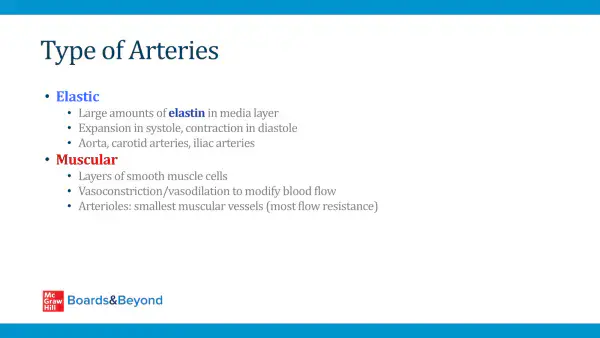 Type of Arteries
• Elastic
• Large amounts of elastin in media layer
• Expansion in systole, contraction in diastole
• Aorta, carotid arteries, iliac arteries
• Muscular
• Layers of smooth muscle cells
• Vasoconstriction/vasodilation to modify blood flow
• Arterioles: smallest muscular vessels (most flow resistance)
Mc
Graw
Hill
Boards&Beyond